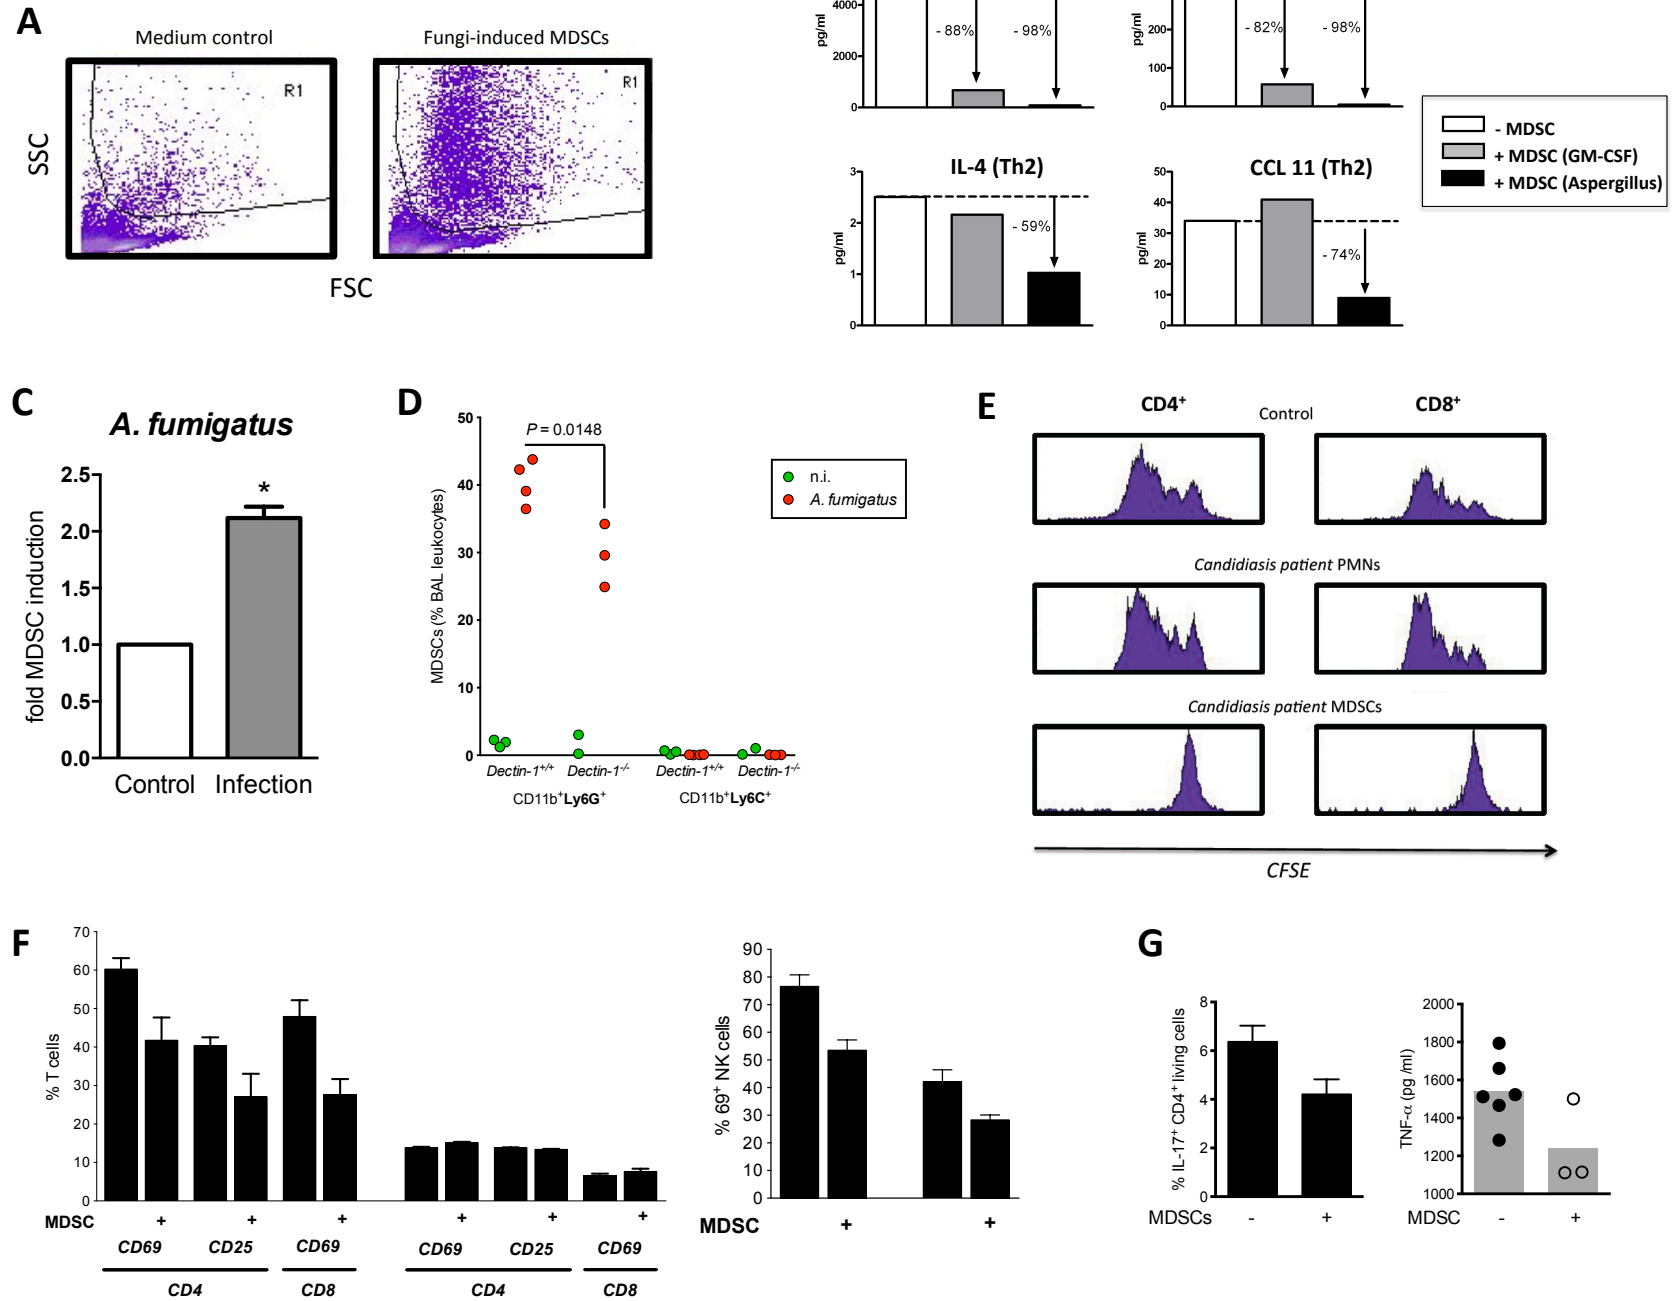 A
Medium control
Fungi-induced MDSCs
R1
R1
SSC
FSC
4000
2000
0
pg/ml
- 88%
- 98%
200
100
0
pg/ml
- 82%
- 98%
- MDSC
+ MDSC (GM-CSF)
+ MDSC (Aspergillus)
IL-4 (Th2)
3
2
1
0
pg/ml
- 59%
CCL 11 (Th2)
50
40
30
20
10
0
pg/ml
- 74%
C
A. fumigatus
2.5
2.0
1.5
1.0
0.5
0.0
fold MDSC induction
*
Control
Infection
D
50
40
30
20
10
0
MDSCs (% BAL leukocytes)
P = 0.0148
n.i.
A. fumigatus
Dectin-1+/+ Dectin-1-/- Dectin-1+/+ Dectin-1-/-
CD11b+Ly6G+ CD11b+Ly6C+
E
CD4+
Control
CD8+
Candidiasis patient PMNs
Candidiasis patient MDSCs
CFSE
F
70
60
50
40
30
20
10
0
% T cells
MDSC + + + + + +
CD69 CD25 CD69 CD69 CD25 CD69
CD4 CD8 CD4 CD8
90
80
70
60
50
40
30
20
10
0
% 69+ NK cells
MDSC + +
G
8
6
4
2
0
% IL-17+ CD4+ living cells
MDSCs - +
2000
1800
1600
1400
1200
1000
TNF-α (pg /ml)
MDSC - +